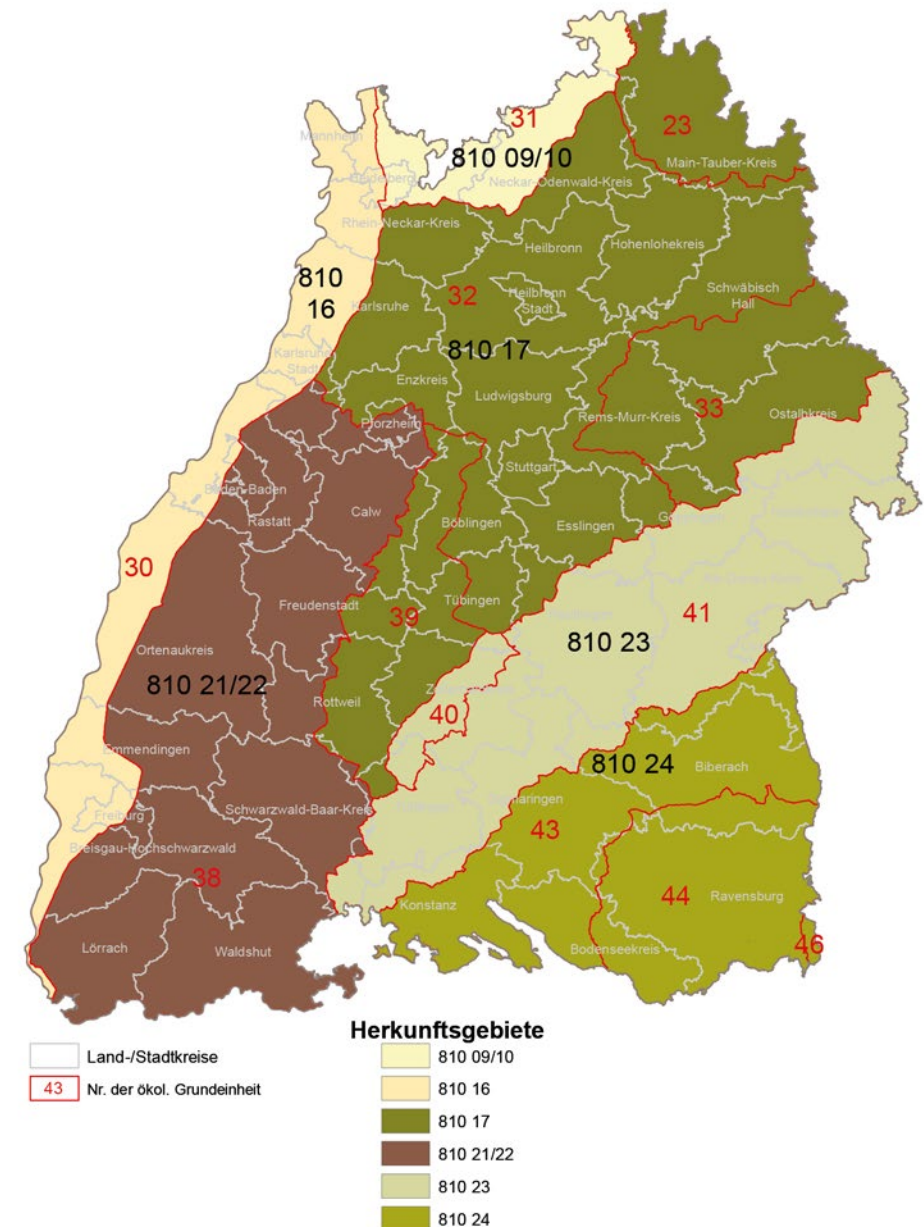 31
23
Mannheim
810 09/10
Main-Tauber-Kreis
Heidelberg
Neckar-Odenwald-Kreis
Rhein-Neckar-Kreis
Heilbronn
Hohenlohekreis
810
16
32
Heilbronn
Stadt
Schwäbisch
Hall
Karlsruhe
810 17
Karlsruhe
Stadt
Enzkreis
Ludwigsburg
Rems-Murr-Kreis
33
Ostalbkreis
Pforzheim
Stuttgart
Baden-Baden
Rastatt
Calw
Böblingen
Esslingen
Göppingen
30
Freudenstadt
39
Tübingen
41
810 23
Ortenaukreis
810 21/22
Rottweil
40
Emmendingen
810 24
Biberach
Schwarzwald-Baar-Kreis
Sigmaringen
Freiburg
43
Breisgau-Hochschwarzwald
38
44
Ravensburg
Konstanz
Lörrach
Waldshut
Bodenseekreis
46
Herkunftsgebiete
Land-/Stadtkreise
43 Nr. der ökol. Grundeinheit
810 09/10
810 16
810 17
810 21/22
810 23
810 24